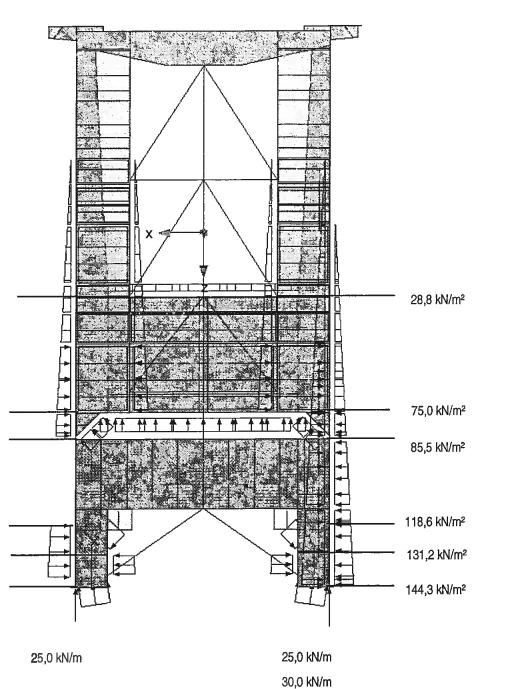 X
Z
28,8 kN/m²
75,0 kN/m²
85,5 kN/m²
118,6 kN/m²
131,2 kN/m²
144,3 kN/m²
25,0 kN/m
25,0 kN/m
30,0 kN/m